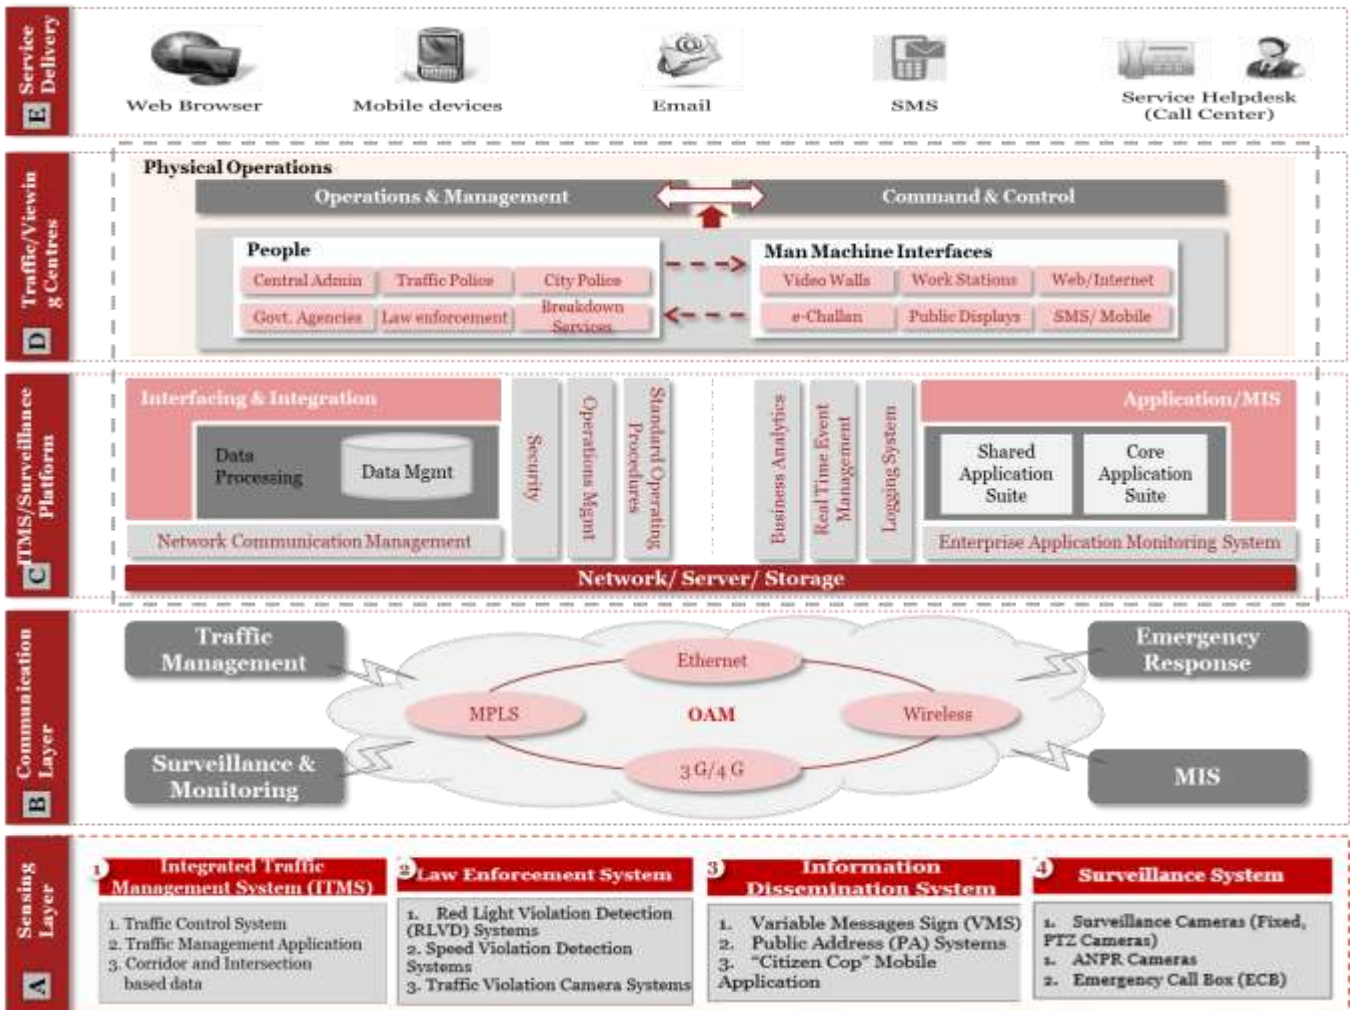 E
Service
Delivery
Web Browser
Mobile devices
Email
SMS
Service Helpdesk
(Call Center)
D
Traffic/Viewin
g Centres
Physical Operations
Operations & Management
Command & Control
People
Central Admin
Traffic Police
City Police
Govt. Agencies
Law enforcement
Breakdown
Services
Man Machine Interfaces
Video Walls
Work Stations
Web/Internet
e-Challan
Public Displays
SMS/ Mobile
C
ITMS/Surveillance
Platform
Interfacing & Integration
Data
Processing
Data Mgmt
Network Communication Management
Security
Operations Mgmt
Standard Operating
Procedures
Business Analytics
Real Time Event
Management
Logging System
Application/MIS
Shared
Application
Suite
Core
Application
Suite
Enterprise Application Monitoring System
Network/ Server/ Storage
B
Communication
Layer
Traffic
Management
Surveillance &
Monitoring
Ethernet
MPLS
OAM
Wireless
3 G/4 G
Emergency
Response
MIS
A
Sensing
Layer
1
Integrated Traffic
Management System (ITMS)
1. Traffic Control System
2. Traffic Management Application
3. Corridor and Intersection
based data
2
Law Enforcement System
1. Red Light Violation Detection
(RLVD) Systems
2. Speed Violation Detection
Systems
3. Traffic Violation Camera Systems
3
Information
Dissemination System
1. Variable Messages Sign (VMS)
2. Public Address (PA) Systems
3. “Citizen Cop” Mobile
Application
4
Surveillance System
1. Surveillance Cameras (Fixed,
PTZ Cameras)
1. ANPR Cameras
2. Emergency Call Box (ECB)